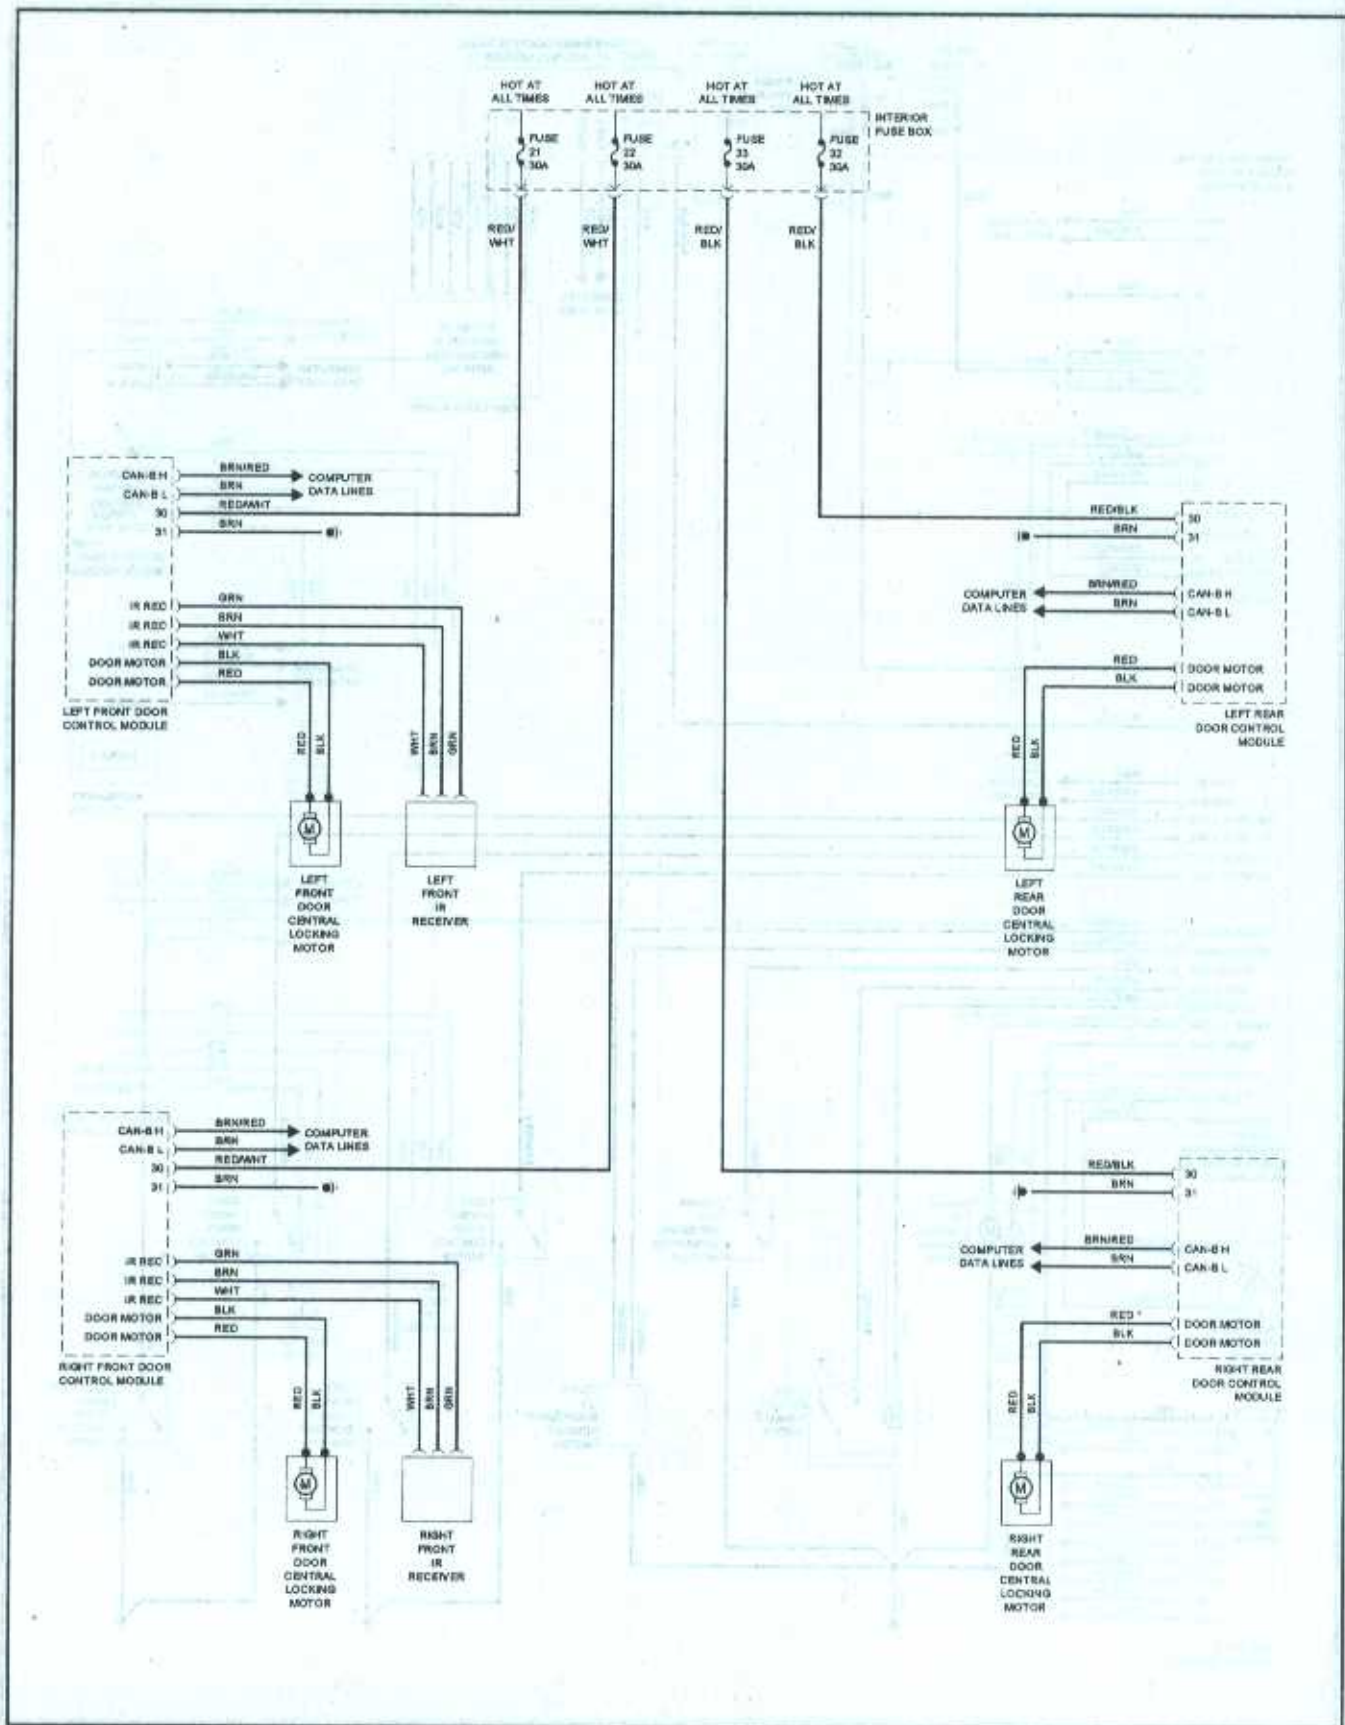 HOT AT
ALL TIMES
HOT AT
ALL TIMES
HOT AT
ALL TIMES
HOT AT
ALL TIMES
INTERIOR
FUSE BOX
FUSE
21
30A
FUSE
22
30A
FUSE
33
30A
FUSE
32
30A
RED/
WHT
RED/
WHT
RED/
BLK
RED/
BLK
CAN-B H
BRN/RED
COMPUTER
DATA LINES
CAN-B L
BRN
30
RED/WHT
31
BRN
IR REC
GRN
IR REC
BRN
IR REC
WHT
DOOR MOTOR
BLK
DOOR MOTOR
RED
LEFT FRONT DOOR
CONTROL MODULE
RED
BLK
WHT
BRN
GRN
M
LEFT
FRONT
DOOR
CENTRAL
LOCKING
MOTOR
LEFT
FRONT
IR
RECEIVER
RED/BLK
30
BRN
31
COMPUTER
DATA LINES
BRN/RED
CAN-B H
BRN
CAN-B L
RED
DOOR MOTOR
BLK
DOOR MOTOR
LEFT REAR
DOOR CONTROL
MODULE
RED
BLK
M
LEFT
REAR
DOOR
CENTRAL
LOCKING
MOTOR
CAN-B H
BRN/RED
COMPUTER
DATA LINES
CAN-B L
BRN
30
RED/WHT
31
BRN
IR REC
GRN
IR REC
BRN
IR REC
WHT
DOOR MOTOR
BLK
DOOR MOTOR
RED
RIGHT FRONT DOOR
CONTROL MODULE
RED
BLK
WHT
BRN
GRN
M
RIGHT
FRONT
DOOR
CENTRAL
LOCKING
MOTOR
RIGHT
FRONT
IR
RECEIVER
RED/BLK
30
BRN
31
COMPUTER
DATA LINES
BRN/RED
CAN-B H
BRN
CAN-B L
RED
DOOR MOTOR
BLK
DOOR MOTOR
RIGHT REAR
DOOR CONTROL
MODULE
RED
BLK
M
RIGHT
REAR
DOOR
CENTRAL
LOCKING
MOTOR